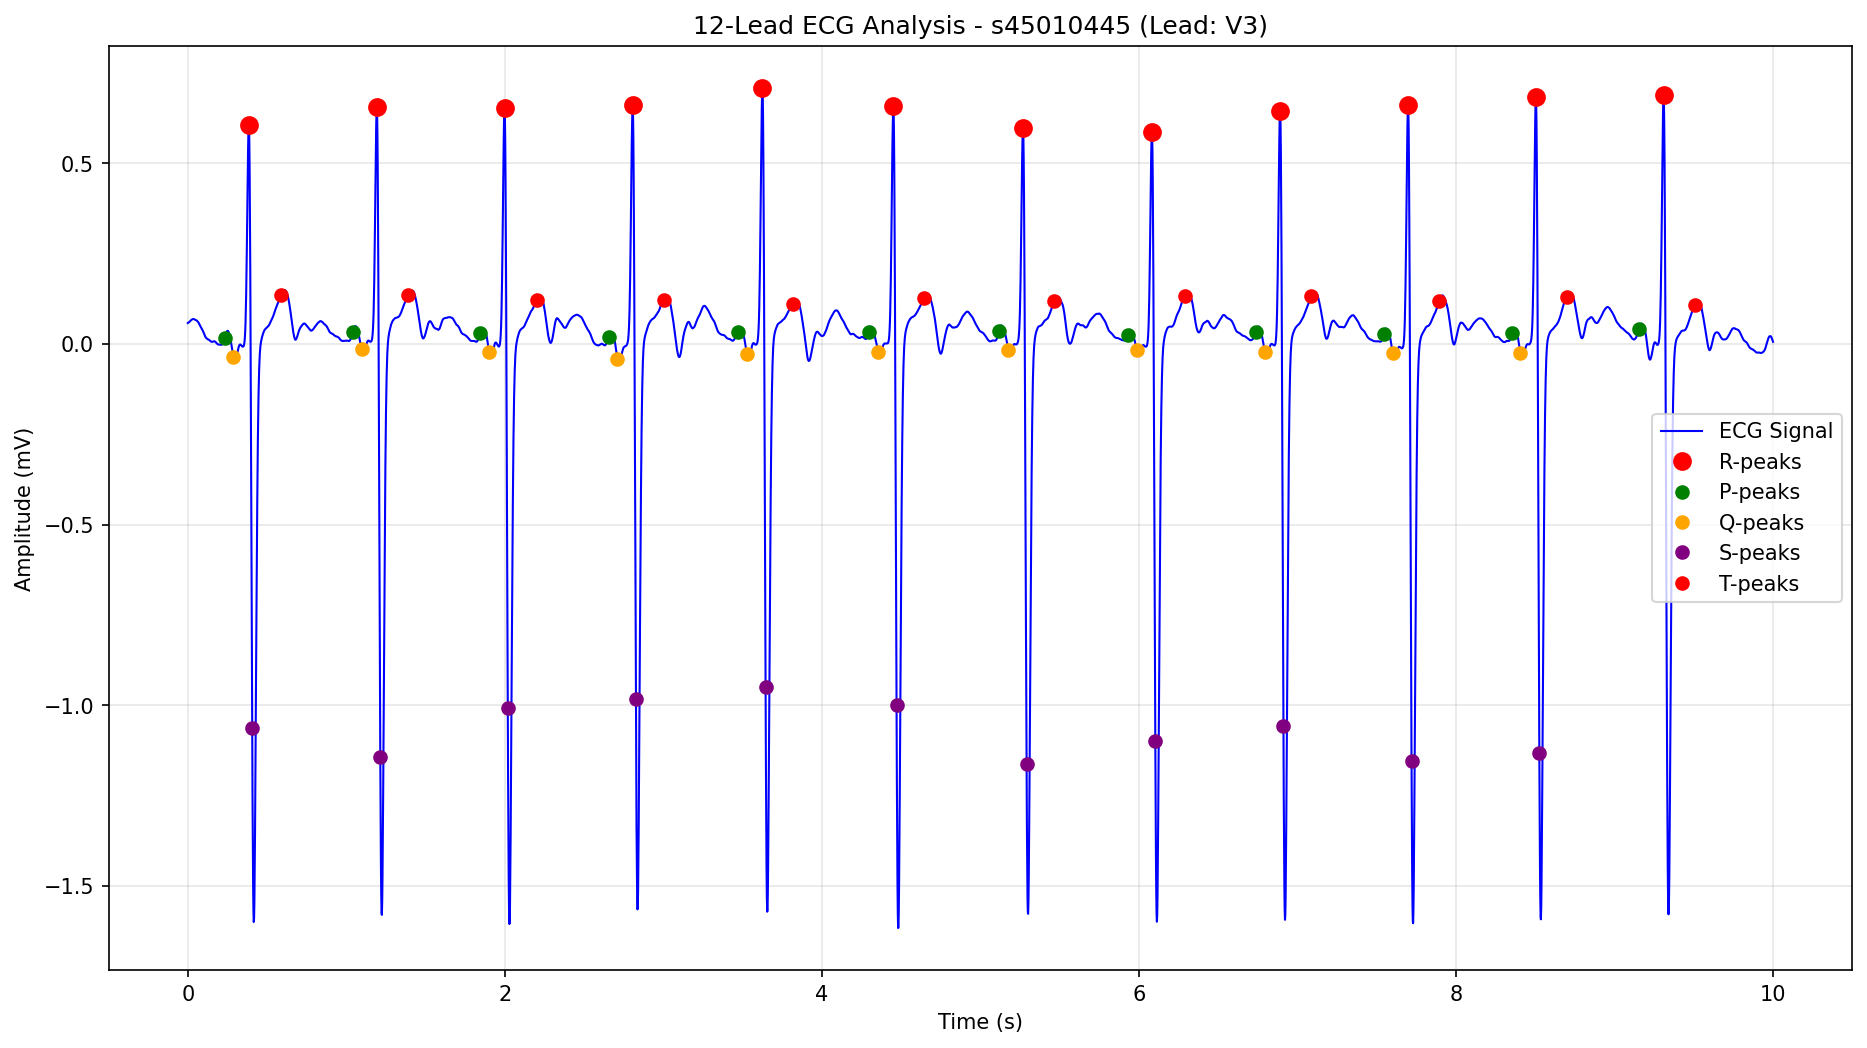 12-Lead ECG Analysis - s45010445 (Lead: V3)
Amplitude (mV)
0.5
0.0
−0.5
−1.0
−1.5
ECG Signal
R-peaks
P-peaks
Q-peaks
S-peaks
T-peaks
0 2 4 6 8 10
Time (s)